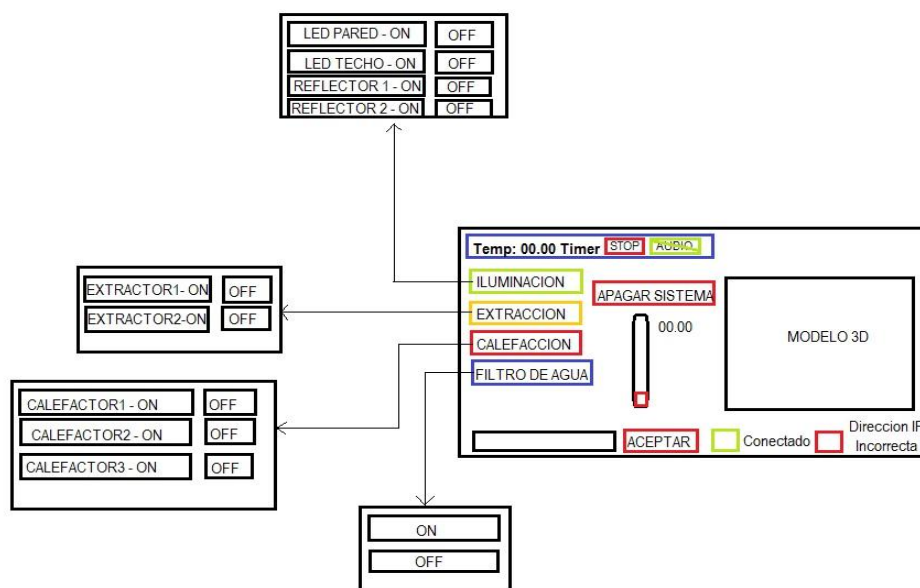 LED PARED - ON OFF
LED TECHO - ON OFF
REFLECTOR 1 - ON OFF
REFLECTOR 2 - ON OFF
Temp: 00.00 Timer STOP AUDIO
ILUMINACION
EXTRACCION
CALEFACCION
FILTRO DE AGUA
APAGAR SISTEMA
00.00
MODELO 3D
ACEPTAR
Conectado
Direccion IP
Incorrecta
EXTRACTOR1- ON OFF
EXTRACTOR2-ON OFF
CALEFACTOR1 - ON OFF
CALEFACTOR2 - ON OFF
CALEFACTOR3 - ON OFF
ON
OFF